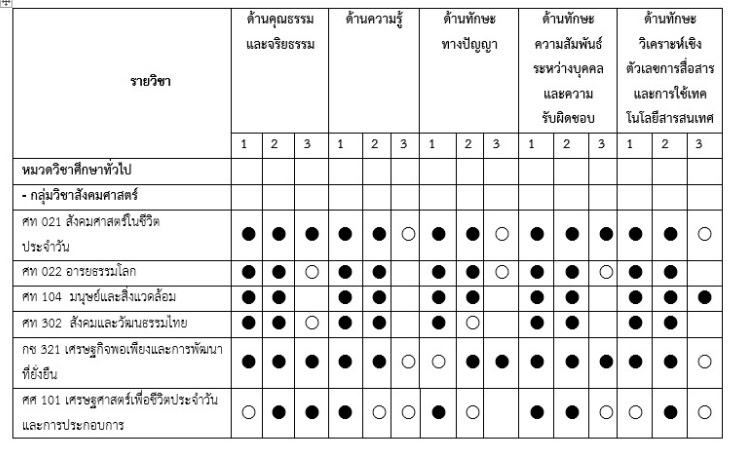 รายวิชา
ด้านคุณธรรม
และจริยธรรม
ด้านความรู้
ด้านทักษะ
ทางปัญญา
ด้านทักษะ
ความสัมพันธ์
ระหว่างบุคคล
และความ
รับผิดชอบ
ด้านทักษะ
วิเคราะห์เชิง
ตัวเลขการสื่อสาร
และการใช้เทค
โนโลยีสารสนเทศ
1 2 3 1 2 3 1 2 3 1 2 3 1 2 3
หมวดวิชาศึกษาทั่วไป
- กลุ่มวิชาสังคมศาสตร์
ศท 021 สังคมศาสตร์ในชีวิต
ประจำวัน
● ● ● ● ● ○ ● ● ○ ● ● ● ● ● ○
ศท 022 อารยธรรมโลก ● ● ○ ● ● ● ● ○ ● ● ○ ● ●
ศท 104 มนุษย์และสิ่งแวดล้อม ● ● ● ● ● ● ● ● ● ● ●
ศท 302 สังคมและวัฒนธรรมไทย ● ● ○ ● ● ● ○ ● ● ● ●
กช 321 เศรษฐกิจพอเพียงและการพัฒนา
ที่ยั่งยืน
● ● ● ● ● ○ ○ ● ● ● ● ● ● ● ○
ศศ 101 เศรษฐศาสตร์เพื่อชีวิตประจำวัน
และการประกอบการ
○ ● ● ● ○ ○ ● ○ ● ● ○ ○ ● ○